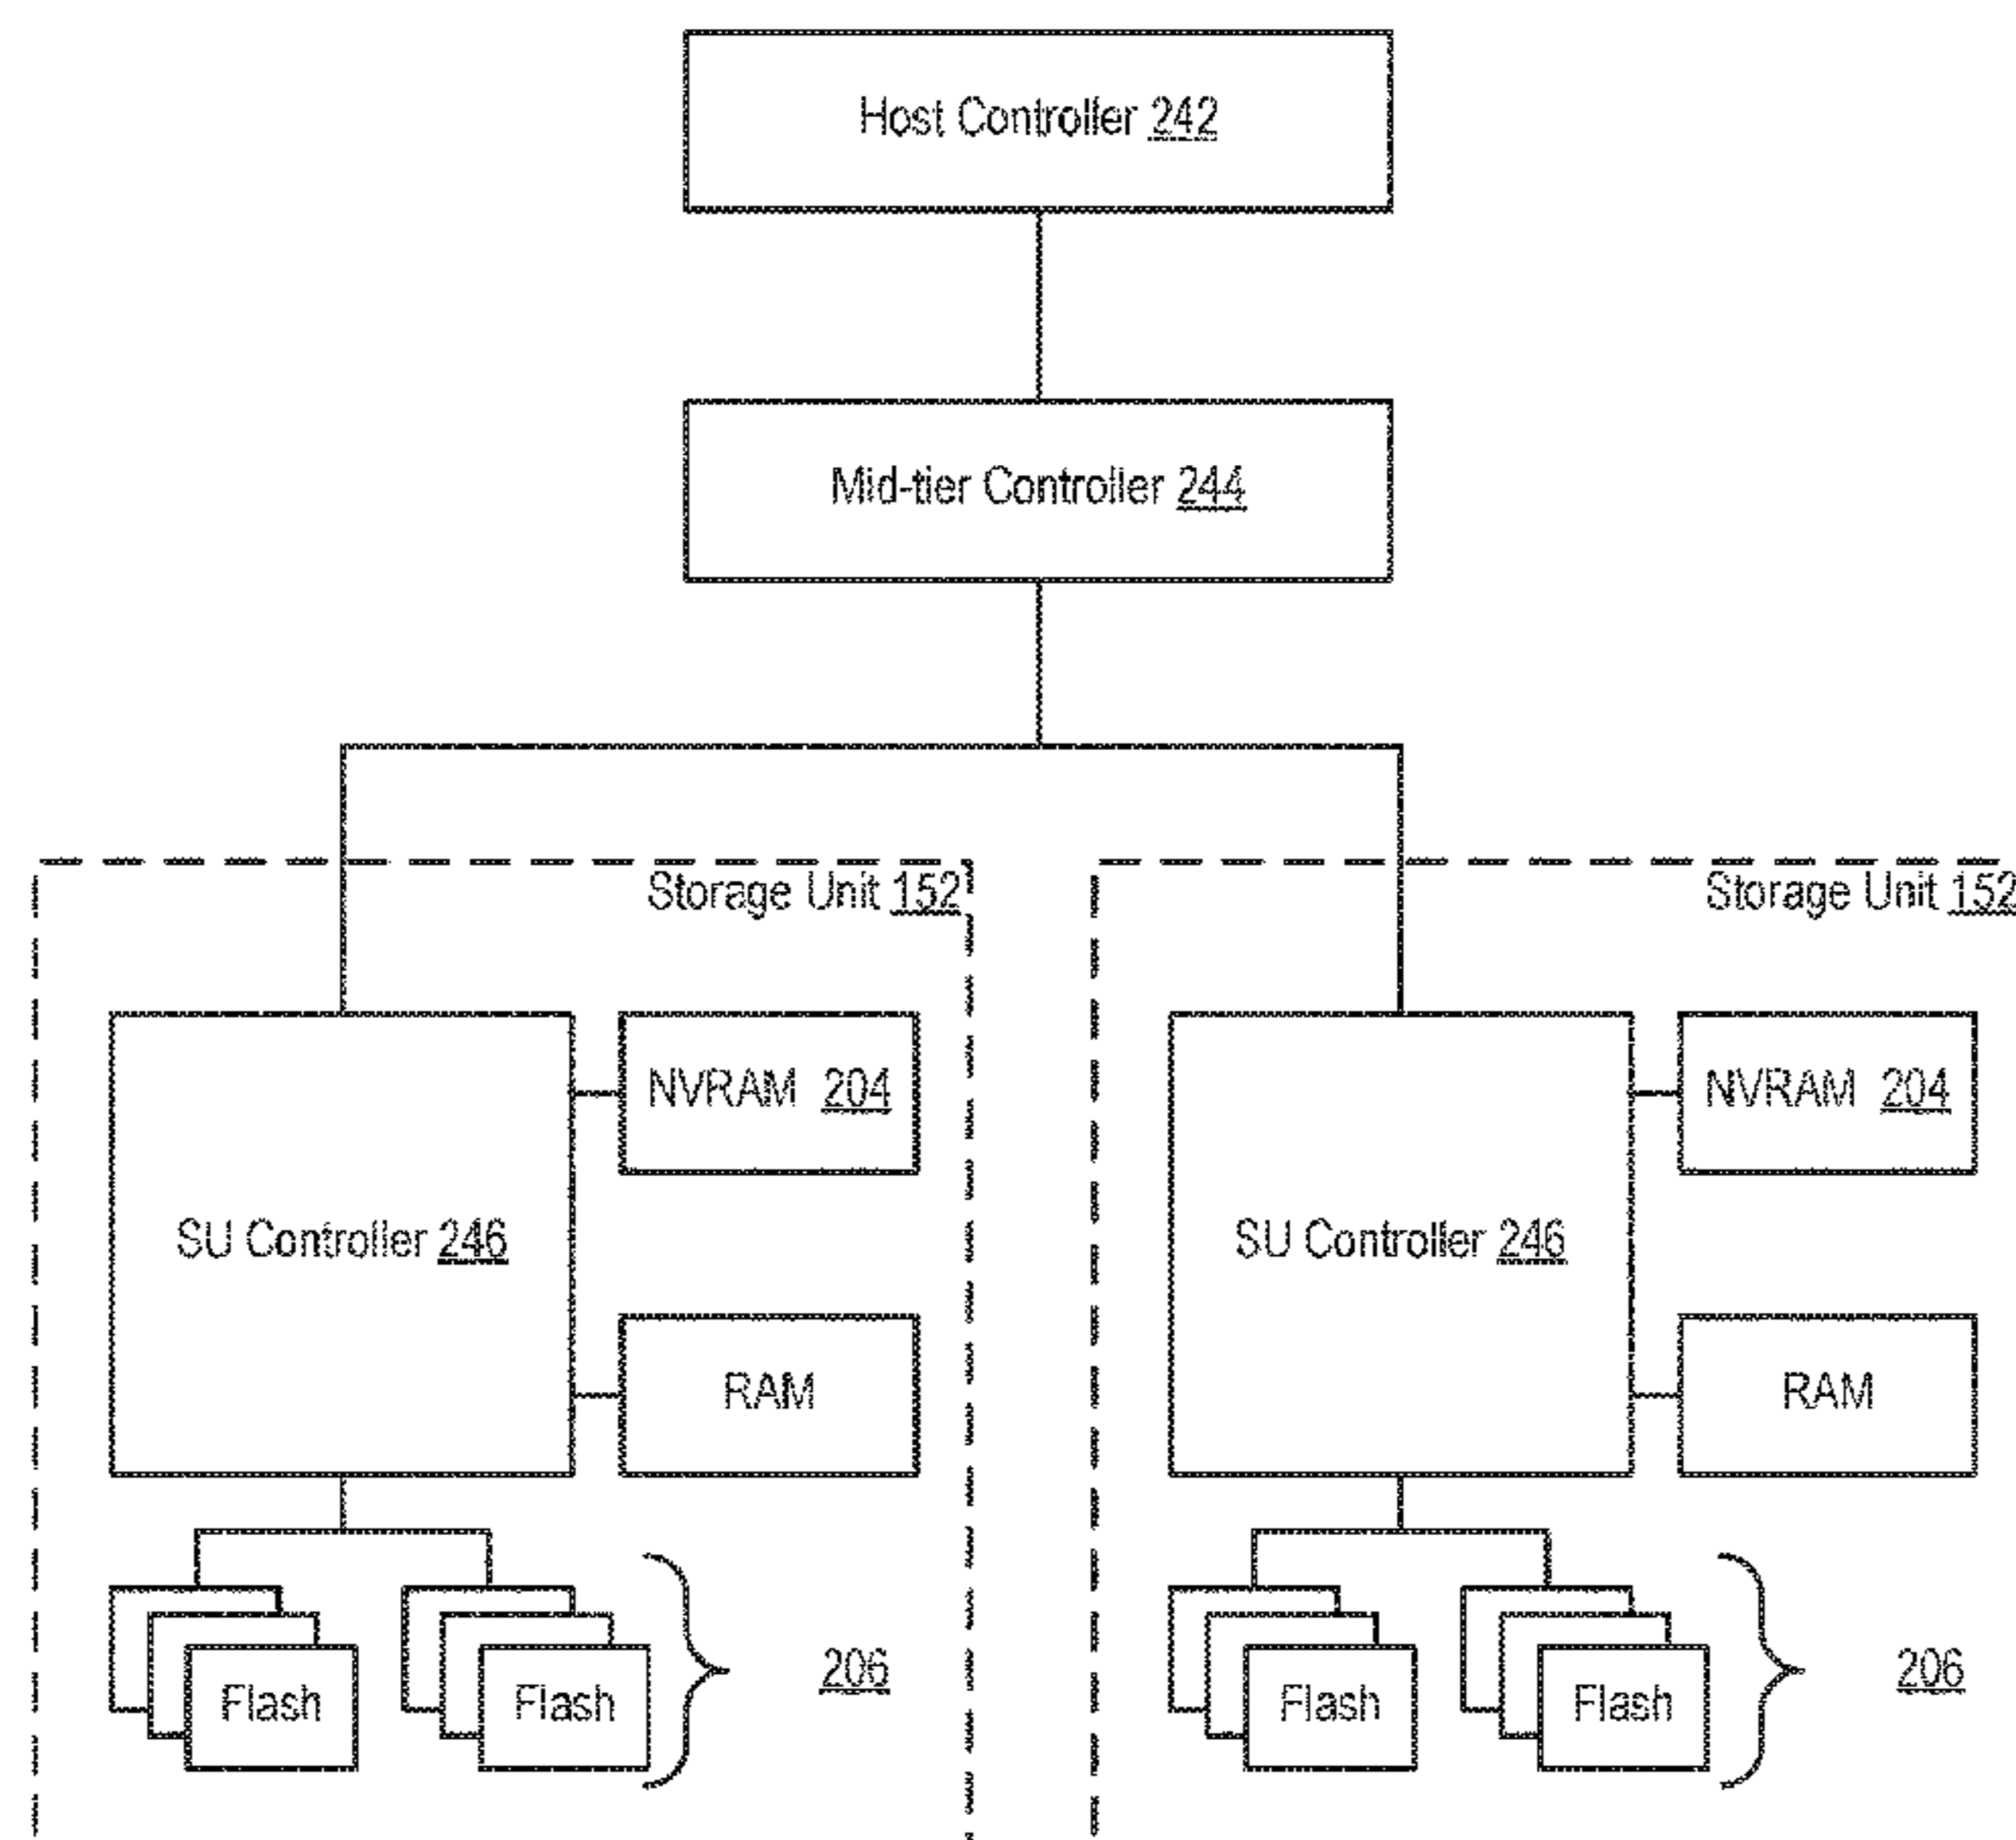 Host Controller 242
Mid-tier Controller 244
Storage Unit 152
Storage Unit 152
SU Controller 246
NVRAM 204
RAM
SU Controller 246
NVRAM 204
RAM
Flash
Flash
206
Flash
Flash
206